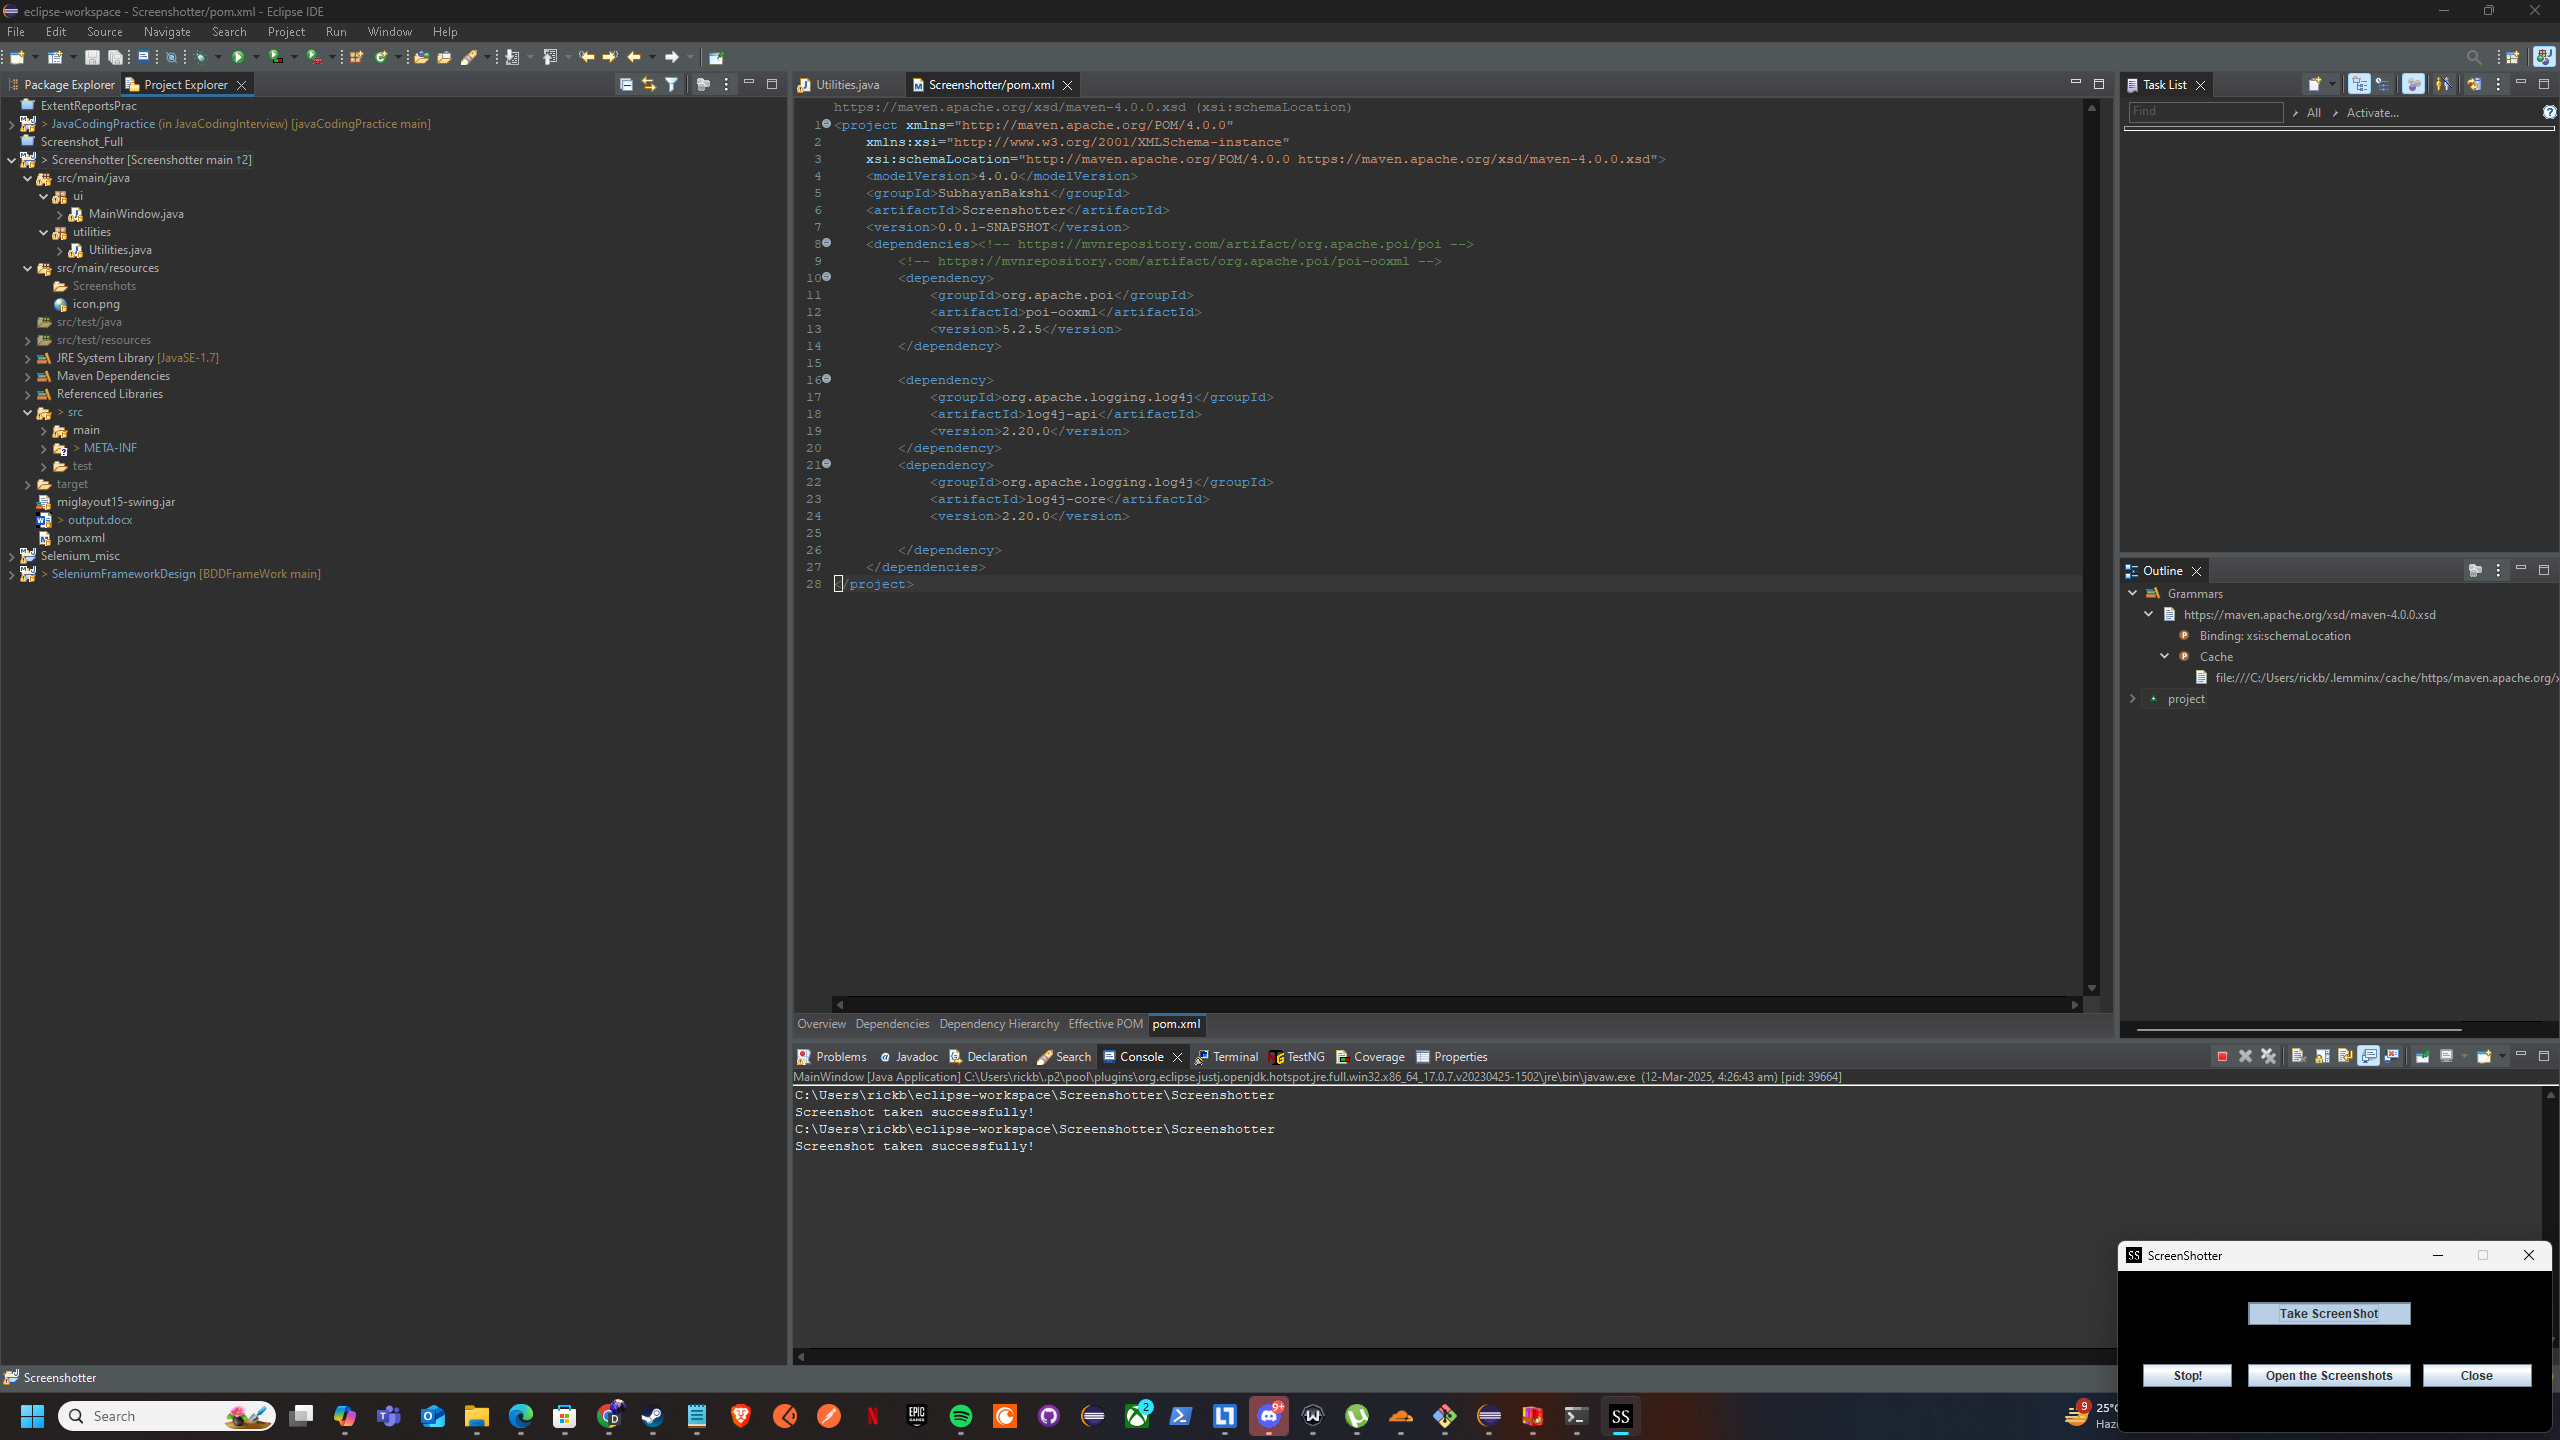 eclipse-workspace - Screenshotter/pom.xml - Eclipse IDE
File Edit Source Navigate Search Project Run Window Help
Package Explorer
Project Explorer
ExtentReportsPrac
> JavaCodingPractice (in JavaCodingInterview) [javaCodingPractice main]
Screenshot_Full
> Screenshotter [Screenshotter main ↑2]
src/main/java
ui
MainWindow.java
utilities
Utilities.java
src/main/resources
Screenshots
icon.png
src/test/java
src/test/resources
JRE System Library [JavaSE-1.7]
Maven Dependencies
Referenced Libraries
> src
main
> META-INF
test
target
miglayout15-swing.jar
> output.docx
pom.xml
Selenium_misc
> SeleniumFrameworkDesign [BDDFrameWork main]
Utilities.java
Screenshotter/pom.xml
https://maven.apache.org/xsd/maven-4.0.0.xsd (xsi:schemaLocation)
1 <project xmlns="http://maven.apache.org/POM/4.0.0"
2 xmlns:xsi="http://www.w3.org/2001/XMLSchema-instance"
3 xsi:schemaLocation="http://maven.apache.org/POM/4.0.0 https://maven.apache.org/xsd/maven-4.0.0.xsd">
4 <modelVersion>4.0.0</modelVersion>
5 <groupId>SubhayanBakshi</groupId>
6 <artifactId>Screenshotter</artifactId>
7 <version>0.0.1-SNAPSHOT</version>
8 <dependencies><!-- https://mvnrepository.com/artifact/org.apache.poi/poi -->
9 <!-- https://mvnrepository.com/artifact/org.apache.poi/poi-ooxml -->
10 <dependency>
11 <groupId>org.apache.poi</groupId>
12 <artifactId>poi-ooxml</artifactId>
13 <version>5.2.5</version>
14 </dependency>
15
16 <dependency>
17 <groupId>org.apache.logging.log4j</groupId>
18 <artifactId>log4j-api</artifactId>
19 <version>2.20.0</version>
20 </dependency>
21 <dependency>
22 <groupId>org.apache.logging.log4j</groupId>
23 <artifactId>log4j-core</artifactId>
24 <version>2.20.0</version>
25
26 </dependency>
27 </dependencies>
28 </project>
Overview Dependencies Dependency Hierarchy Effective POM pom.xml
Problems Javadoc Declaration Search Console Terminal TestNG Coverage Properties
MainWindow [Java Application] C:\Users\rickb\.p2\pool\plugins\org.eclipse.justj.openjdk.hotspot.jre.full.win32.x86_64_17.0.7.v20230425-1502\jre\bin\javaw.exe (12-Mar-2025, 4:26:43 am) [pid: 39664]
C:\Users\rickb\eclipse-workspace\Screenshotter\Screenshotter
Screenshot taken successfully!
C:\Users\rickb\eclipse-workspace\Screenshotter\Screenshotter
Screenshot taken successfully!
Task List
Find
All
Activate...
Outline
Grammars
https://maven.apache.org/xsd/maven-4.0.0.xsd
Binding: xsi:schemaLocation
Cache
file:///C:/Users/rickb/.lemminx/cache/https/maven.apache.org/x
project
SS ScreenShotter
Take ScreenShot
Stop!
Open the Screenshots
Close
Screenshotter
Search
EPIC GAMES
2
9+
SS
9
25°C
Haze